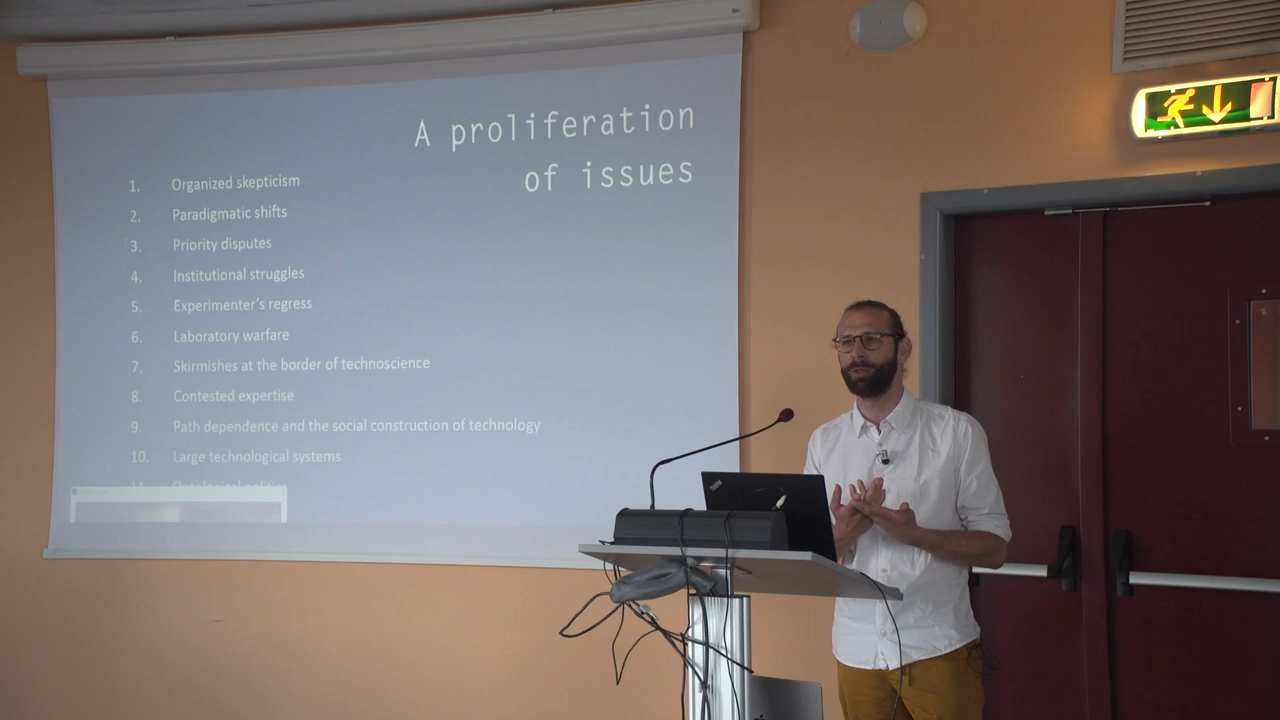 A proliferation
of issues
1. Organized skepticism
2. Paradigmatic shifts
3. Priority disputes
4. Institutional struggles
5. Experimenter's regress
6. Laboratory warfare
7. Skirmishes at the border of technoscience
8. Contested expertise
9. Path dependence and the social construction of technology
10. Large technological systems